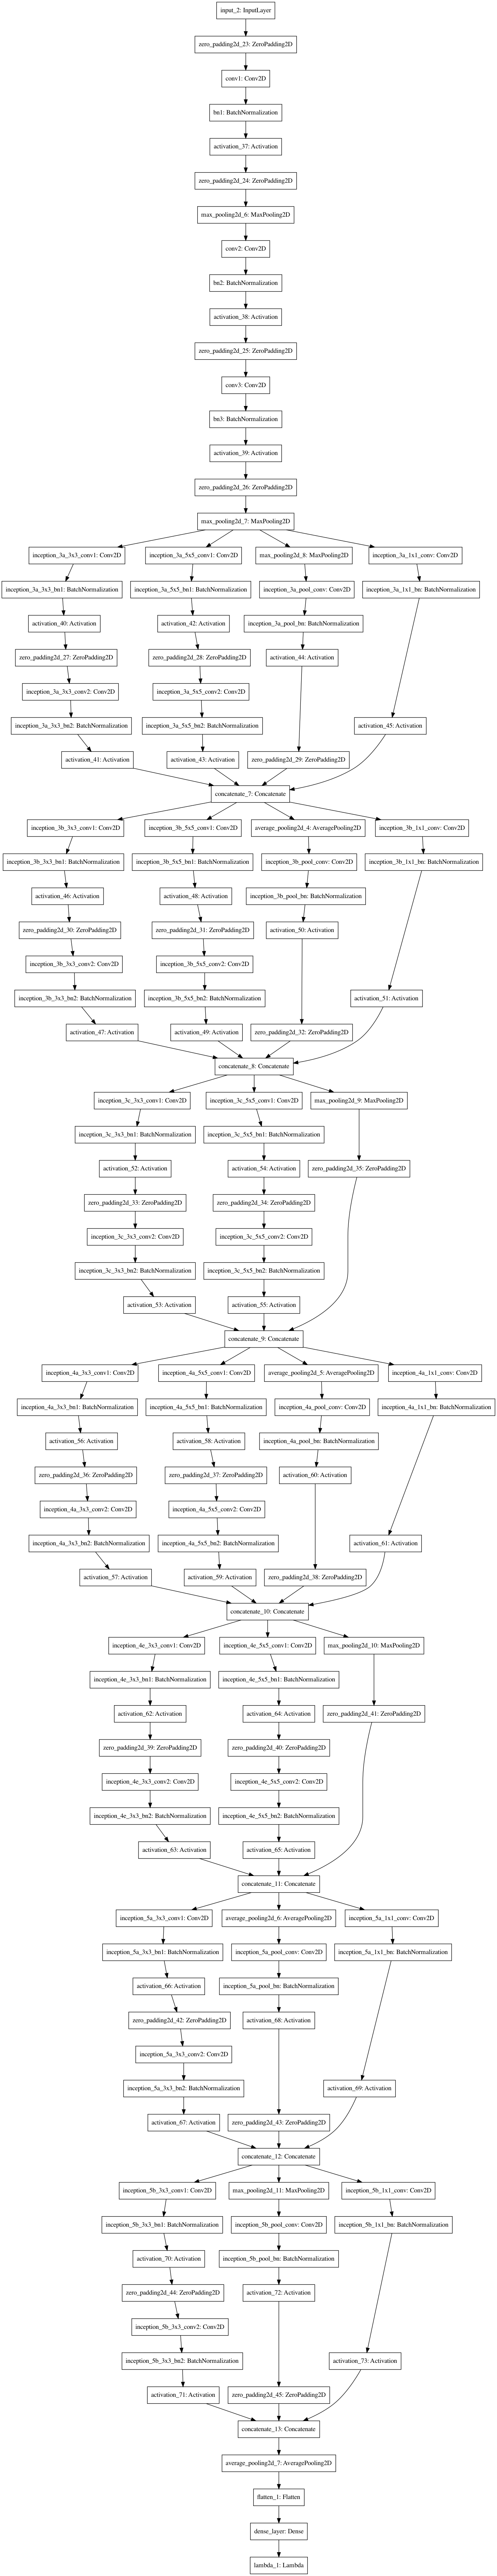 input_2: InputLayer
zero_padding2d_23: ZeroPadding2D
conv1: Conv2D
bn1: BatchNormalization
activation_37: Activation
zero_padding2d_24: ZeroPadding2D
max_pooling2d_6: MaxPooling2D
conv2: Conv2D
bn2: BatchNormalization
activation_38: Activation
zero_padding2d_25: ZeroPadding2D
conv3: Conv2D
bn3: BatchNormalization
activation_39: Activation
zero_padding2d_26: ZeroPadding2D
max_pooling2d_7: MaxPooling2D
inception_3a_3x3_conv1: Conv2D inception_3a_5x5_conv1: Conv2D max_pooling2d_8: MaxPooling2D inception_3a_1x1_conv: Conv2D
inception_3a_3x3_bn1: BatchNormalization inception_3a_5x5_bn1: BatchNormalization inception_3a_pool_conv: Conv2D inception_3a_1x1_bn: BatchNormalization
activation_40: Activation activation_42: Activation inception_3a_pool_bn: BatchNormalization
zero_padding2d_27: ZeroPadding2D zero_padding2d_28: ZeroPadding2D activation_44: Activation
inception_3a_3x3_conv2: Conv2D inception_3a_5x5_conv2: Conv2D
inception_3a_3x3_bn2: BatchNormalization inception_3a_5x5_bn2: BatchNormalization activation_45: Activation
activation_41: Activation activation_43: Activation zero_padding2d_29: ZeroPadding2D
concatenate_7: Concatenate
inception_3b_3x3_conv1: Conv2D inception_3b_5x5_conv1: Conv2D average_pooling2d_4: AveragePooling2D inception_3b_1x1_conv: Conv2D
inception_3b_3x3_bn1: BatchNormalization inception_3b_5x5_bn1: BatchNormalization inception_3b_pool_conv: Conv2D inception_3b_1x1_bn: BatchNormalization
activation_46: Activation activation_48: Activation inception_3b_pool_bn: BatchNormalization
zero_padding2d_30: ZeroPadding2D zero_padding2d_31: ZeroPadding2D activation_50: Activation
inception_3b_3x3_conv2: Conv2D inception_3b_5x5_conv2: Conv2D
inception_3b_3x3_bn2: BatchNormalization inception_3b_5x5_bn2: BatchNormalization activation_51: Activation
activation_47: Activation activation_49: Activation zero_padding2d_32: ZeroPadding2D
concatenate_8: Concatenate
inception_3c_3x3_conv1: Conv2D inception_3c_5x5_conv1: Conv2D max_pooling2d_9: MaxPooling2D
inception_3c_3x3_bn1: BatchNormalization inception_3c_5x5_bn1: BatchNormalization
activation_52: Activation activation_54: Activation zero_padding2d_35: ZeroPadding2D
zero_padding2d_33: ZeroPadding2D zero_padding2d_34: ZeroPadding2D
inception_3c_3x3_conv2: Conv2D inception_3c_5x5_conv2: Conv2D
inception_3c_3x3_bn2: BatchNormalization inception_3c_5x5_bn2: BatchNormalization
activation_53: Activation activation_55: Activation
concatenate_9: Concatenate
inception_4a_3x3_conv1: Conv2D inception_4a_5x5_conv1: Conv2D average_pooling2d_5: AveragePooling2D inception_4a_1x1_conv: Conv2D
inception_4a_3x3_bn1: BatchNormalization inception_4a_5x5_bn1: BatchNormalization inception_4a_pool_conv: Conv2D inception_4a_1x1_bn: BatchNormalization
activation_56: Activation activation_58: Activation inception_4a_pool_bn: BatchNormalization
zero_padding2d_36: ZeroPadding2D zero_padding2d_37: ZeroPadding2D activation_60: Activation
inception_4a_3x3_conv2: Conv2D inception_4a_5x5_conv2: Conv2D
inception_4a_3x3_bn2: BatchNormalization inception_4a_5x5_bn2: BatchNormalization activation_61: Activation
activation_57: Activation activation_59: Activation zero_padding2d_38: ZeroPadding2D
concatenate_10: Concatenate
inception_4e_3x3_conv1: Conv2D inception_4e_5x5_conv1: Conv2D max_pooling2d_10: MaxPooling2D
inception_4e_3x3_bn1: BatchNormalization inception_4e_5x5_bn1: BatchNormalization
activation_62: Activation activation_64: Activation zero_padding2d_41: ZeroPadding2D
zero_padding2d_39: ZeroPadding2D zero_padding2d_40: ZeroPadding2D
inception_4e_3x3_conv2: Conv2D inception_4e_5x5_conv2: Conv2D
inception_4e_3x3_bn2: BatchNormalization inception_4e_5x5_bn2: BatchNormalization
activation_63: Activation activation_65: Activation
concatenate_11: Concatenate
inception_5a_3x3_conv1: Conv2D average_pooling2d_6: AveragePooling2D inception_5a_1x1_conv: Conv2D
inception_5a_3x3_bn1: BatchNormalization inception_5a_pool_conv: Conv2D inception_5a_1x1_bn: BatchNormalization
activation_66: Activation inception_5a_pool_bn: BatchNormalization
zero_padding2d_42: ZeroPadding2D activation_68: Activation
inception_5a_3x3_conv2: Conv2D
inception_5a_3x3_bn2: BatchNormalization activation_69: Activation
activation_67: Activation zero_padding2d_43: ZeroPadding2D
concatenate_12: Concatenate
inception_5b_3x3_conv1: Conv2D max_pooling2d_11: MaxPooling2D inception_5b_1x1_conv: Conv2D
inception_5b_3x3_bn1: BatchNormalization inception_5b_pool_conv: Conv2D inception_5b_1x1_bn: BatchNormalization
activation_70: Activation inception_5b_pool_bn: BatchNormalization
zero_padding2d_44: ZeroPadding2D activation_72: Activation
inception_5b_3x3_conv2: Conv2D
inception_5b_3x3_bn2: BatchNormalization activation_73: Activation
activation_71: Activation zero_padding2d_45: ZeroPadding2D
concatenate_13: Concatenate
average_pooling2d_7: AveragePooling2D
flatten_1: Flatten
dense_layer: Dense
lambda_1: Lambda